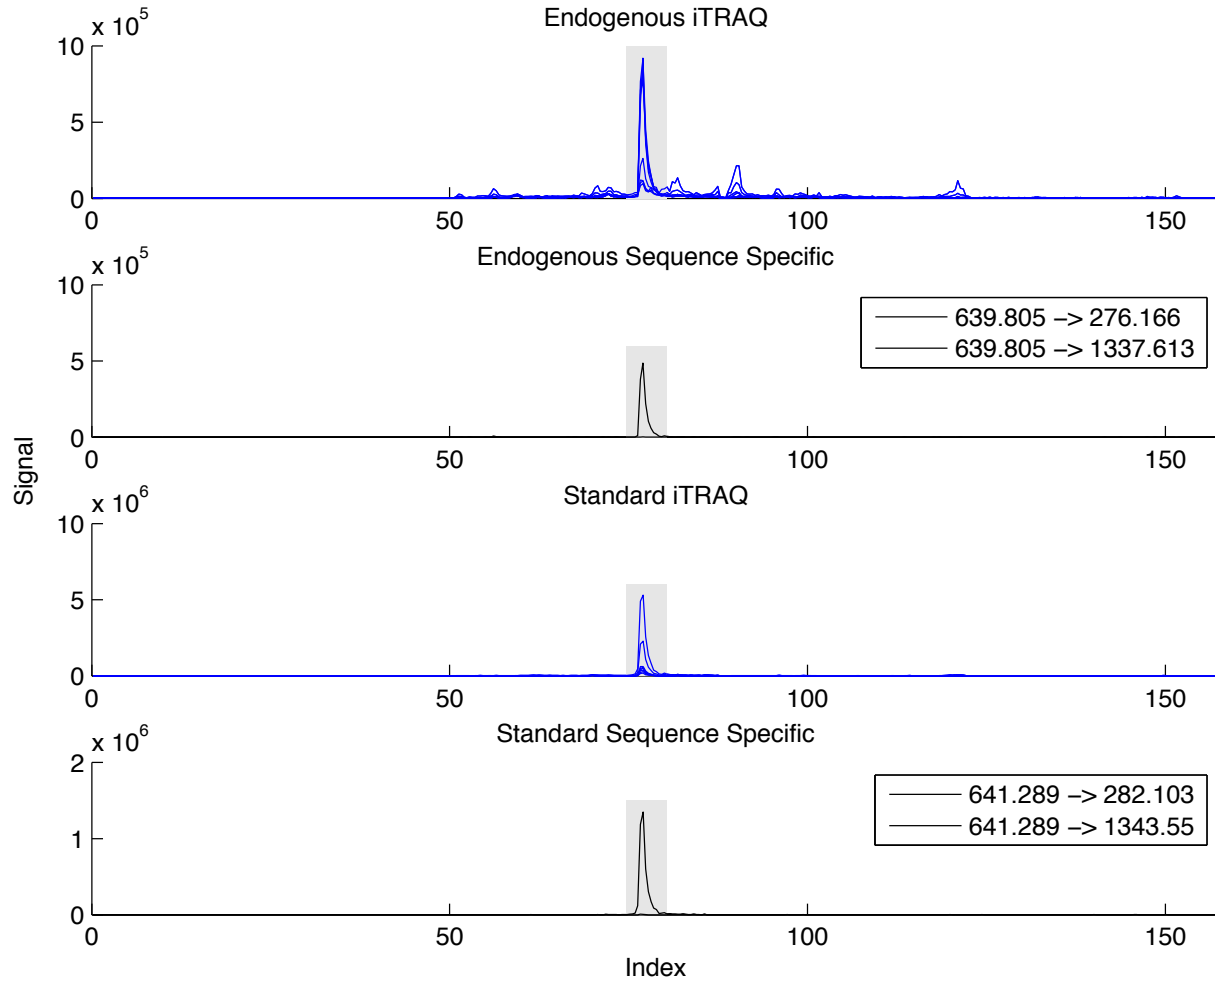 Endogenous iTRAQ
x 10^5
10
5
0
0 50 100 150
Endogenous Sequence Specific
x 10^5
10
5
0
639.805 −> 276.166
639.805 −> 1337.613
0 50 100 150
Signal
Standard iTRAQ
x 10^6
10
5
0
0 50 100 150
Standard Sequence Specific
x 10^6
2
1
0
641.289 −> 282.103
641.289 −> 1343.55
0 50 100 150
Index